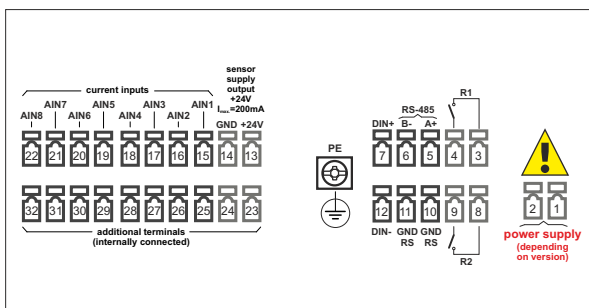 sensor
supply
output
+24V
Imax.=200mA
current inputs
AIN8 AIN7 AIN6 AIN5 AIN4 AIN3 AIN2 AIN1
GND +24V
22 21 20 19 18 17 16 15 14 13
32 31 30 29 28 27 26 25 24 23
additional terminals
(internally connected)
PE
R1
RS-485
DIN+ B- A+
7 6 5 4 3
12 11 10 9 8
DIN- GND GND
RS RS
R2
2 1
power supply
(depending
on version)